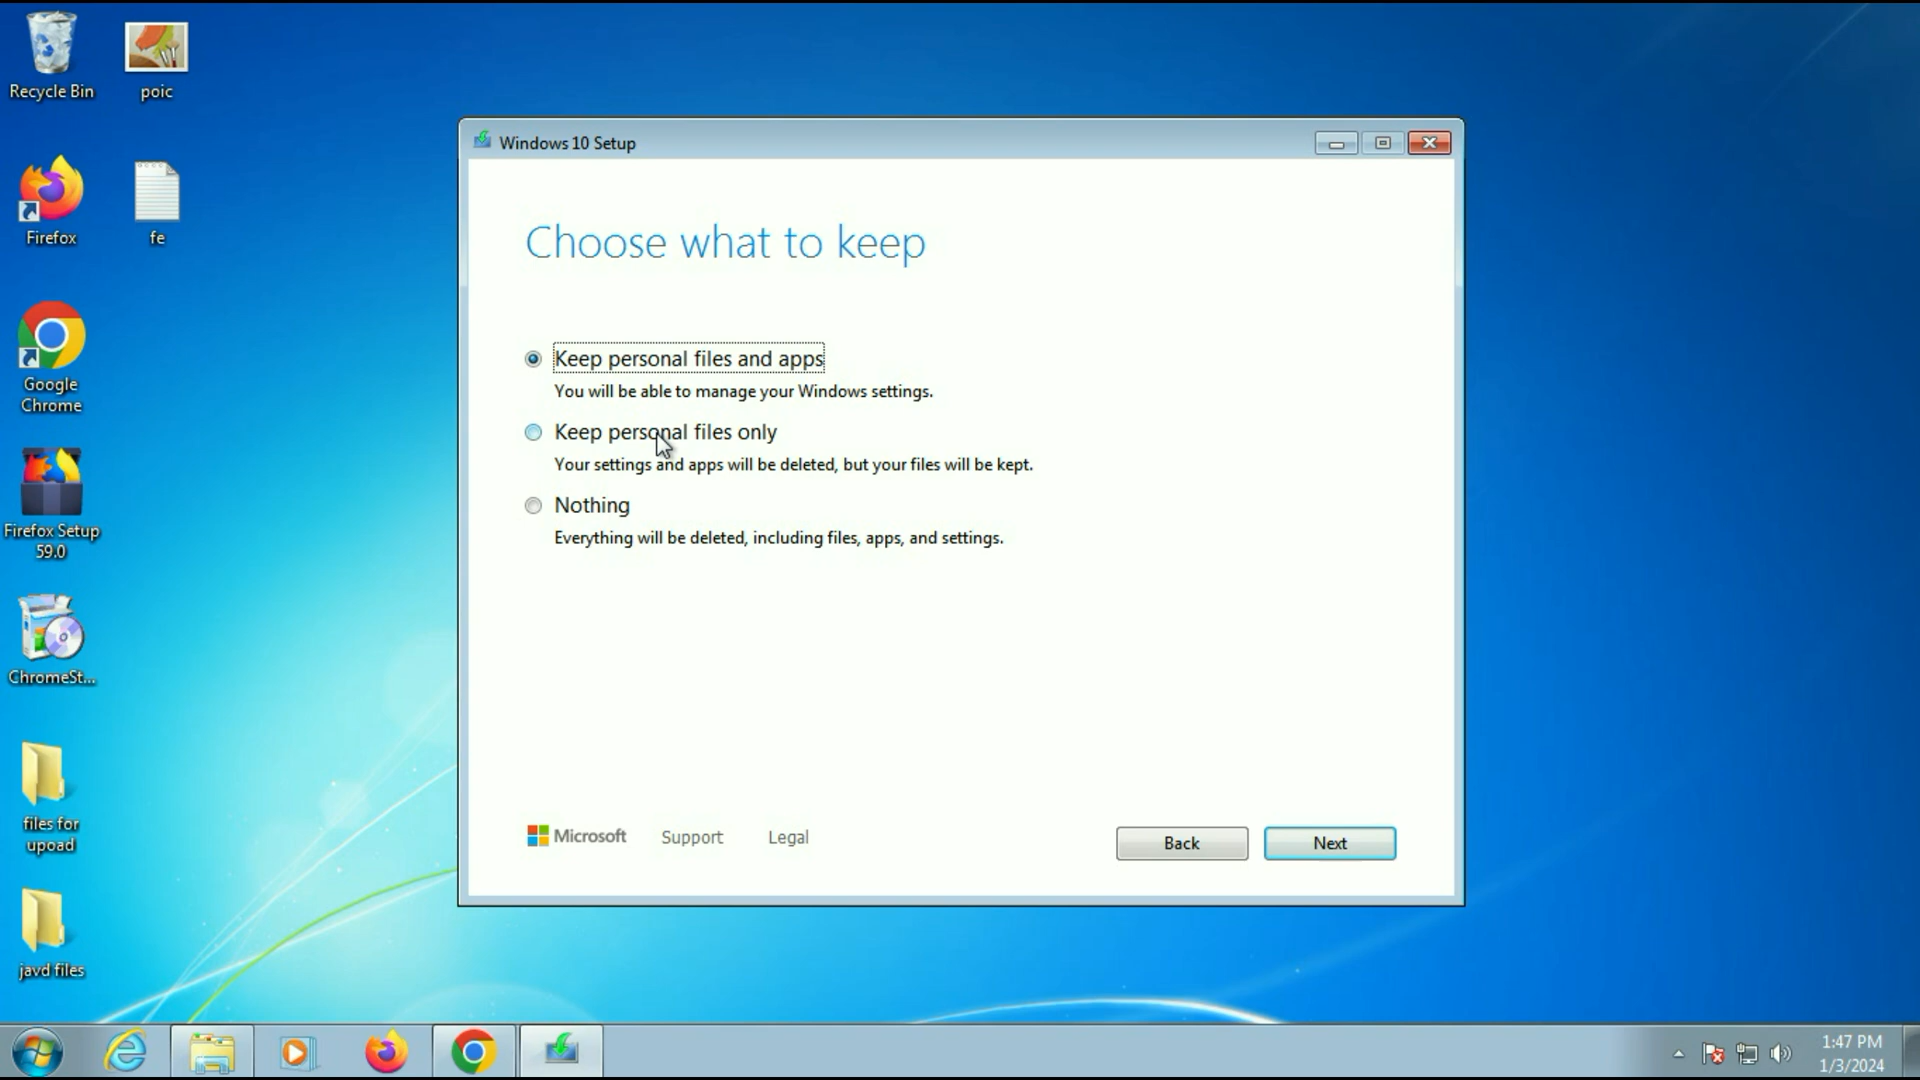 Recycle Bin
poic
Firefox
fe
Google
Chrome
Firefox Setup
59.0
ChromeSt...
files for
upoad
javd files
Windows 10 Setup
Choose what to keep
Keep personal files and apps
You will be able to manage your Windows settings.
Keep personal files only
Your settings and apps will be deleted, but your files will be kept.
Nothing
Everything will be deleted, including files, apps, and settings.
Microsoft
Support
Legal
Back
Next
1:47 PM
1/3/2024